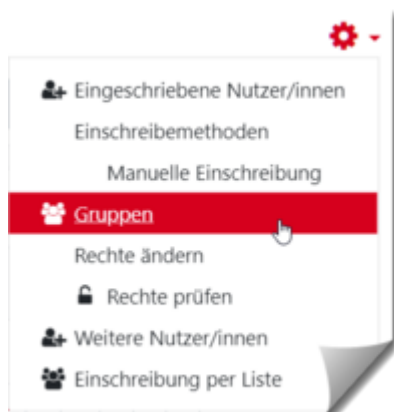 Eingeschriebene Nutzer/innen
Einschreibemethoden
Manuelle Einschreibung
Gruppen
Rechte ändern
Rechte prüfen
Weitere Nutzer/innen
Einschreibung per Liste